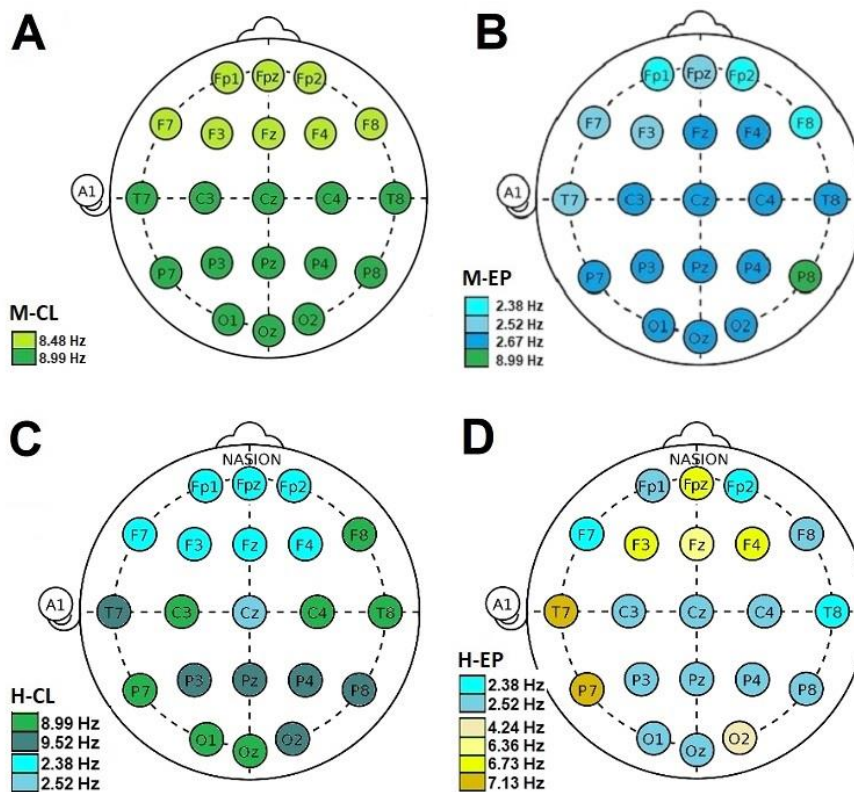 A
Fp1 Fpz Fp2
F7 F3 Fz F4 F8
A1 T7 C3 Cz C4 T8
P7 P3 Pz P4 P8
O1 Oz O2
M-CL
8.48 Hz
8.99 Hz
B
Fp1 Fpz Fp2
F7 F3 Fz F4 F8
A1 T7 C3 Cz C4 T8
P7 P3 Pz P4 P8
O1 Oz O2
M-EP
2.38 Hz
2.52 Hz
2.67 Hz
8.99 Hz
C
NASION
Fp1 Fpz Fp2
F7 F3 Fz F4 F8
A1 T7 C3 Cz C4 T8
P7 P3 Pz P4 P8
O1 Oz O2
H-CL
8.99 Hz
9.52 Hz
2.38 Hz
2.52 Hz
D
NASION
Fp1 Fpz Fp2
F7 F3 Fz F4 F8
A1 T7 C3 Cz C4 T8
P7 P3 Pz P4 P8
O1 Oz O2
H-EP
2.38 Hz
2.52 Hz
4.24 Hz
6.36 Hz
6.73 Hz
7.13 Hz